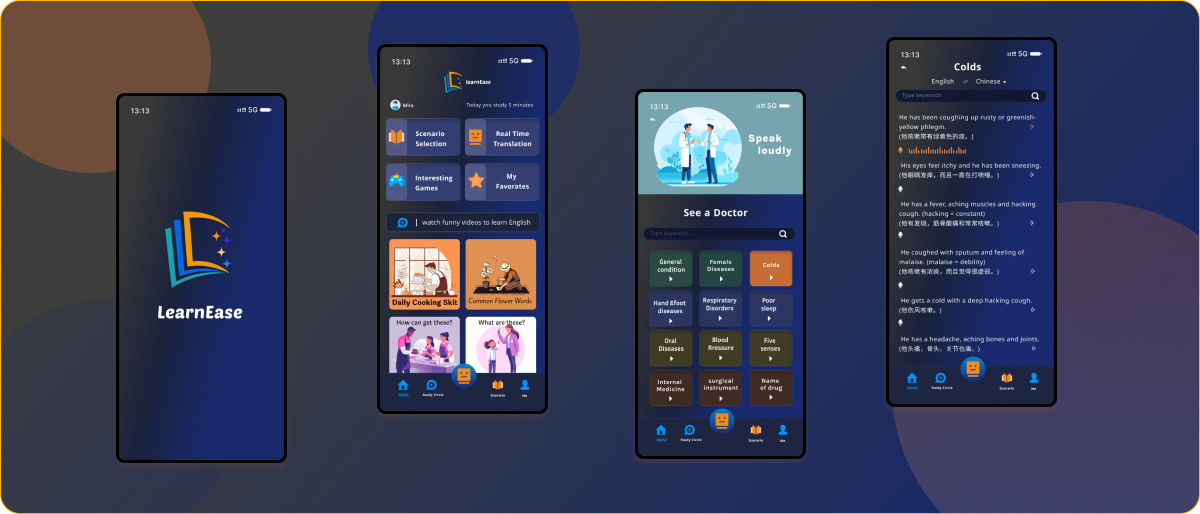 13:13
5G
LearnEase
13:13
5G
learnEase
Mira
Today you study 5 minutes
Scenario
Selection
Real Time
Translation
Interesting
Games
My
Favorates
watch funny videos to learn English
Daily Cooking Skit
Common Flower Words
How can get these?
What are these?
Home
Study Circle
Scenario
Me
13:13
5G
Speak
loudly
See a Doctor
Type keywords
General
condition
Female
Diseases
Colds
Hand &foot
diseases
Respiratory
Disorders
Poor
sleep
Oral
Diseases
Blood
Rressure
Five
senses
Internal
Medicine
surgical
instrument
Name
of drug
Home
Study Circle
Scenario
Me
13:13
5G
Colds
English
Chinese
Type keywords
He has been coughing up rusty or greenish-
yellow phlegm.
(他咳嗽带有绿黄色的痰。)
His eyes feel itchy and he has been sneezing.
(他眼睛发痒，而且一直在打喷嚏。)
He has a fever, aching muscles and hacking
cough. (hacking = constant)
(他有发烧，筋骨酸痛和常常咳嗽。)
He coughed with sputum and feeling of
malaise. (malaise = debility)
(他咳嗽有浓痰，而且觉得很虚弱。)
He gets a cold with a deep hacking cough.
(他伤风咳嗽。)
He has a headache, aching bones and joints.
(他头痛，骨头、关节也痛。)
Home
Study Circle
Scenario
Me